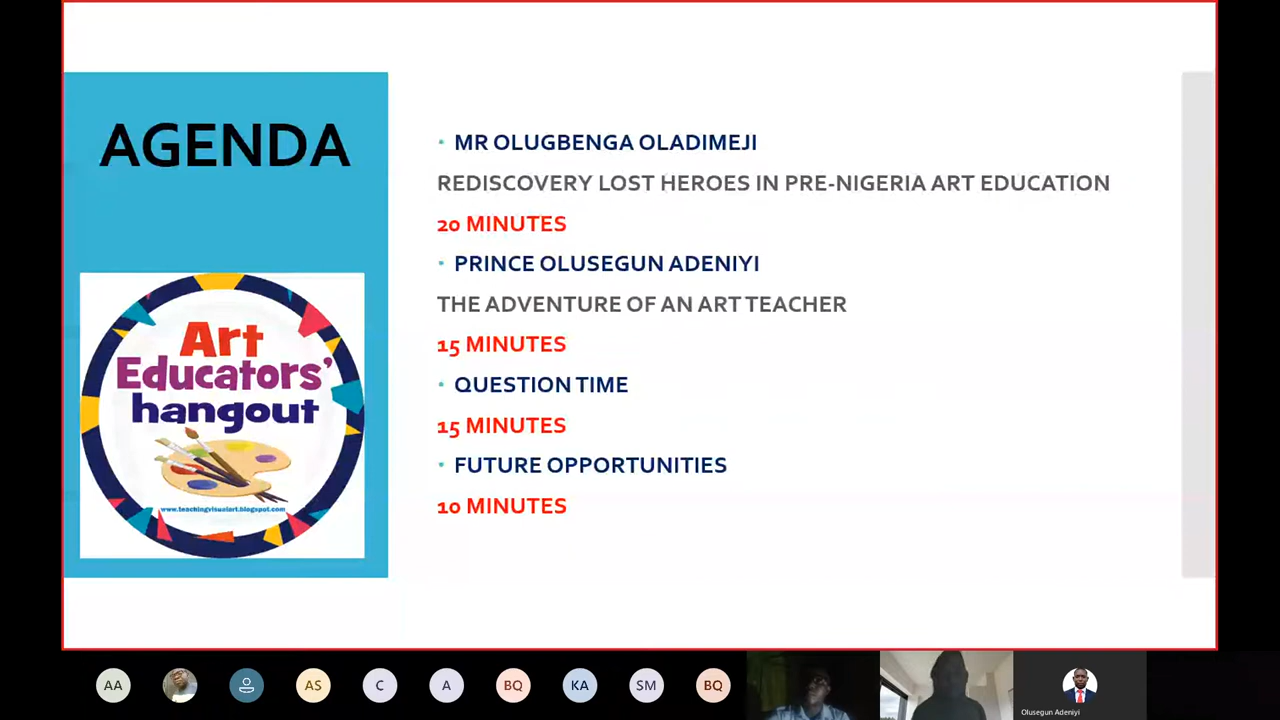 AGENDA
• MR OLUGBENGA OLADIMEJI
REDISCOVERY LOST HEROES IN PRE-NIGERIA ART EDUCATION
20 MINUTES
• PRINCE OLUSEGUN ADENIYI
THE ADVENTURE OF AN ART TEACHER
15 MINUTES
• QUESTION TIME
15 MINUTES
• FUTURE OPPORTUNITIES
10 MINUTES
Art
Educators'
hangout
www.teachingvisualart.blogspot.com
AA
AS
C
A
BQ
KA
SM
BQ
Olusegun Adeniyi